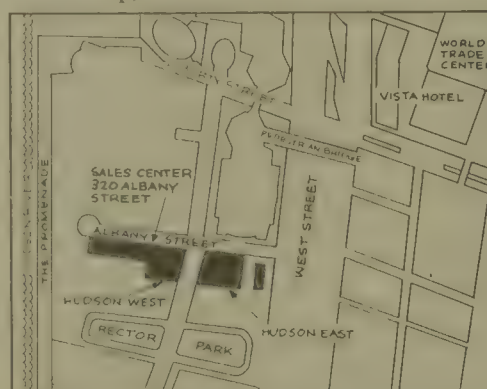 WORLD
TRADE
CENTER
VISTA HOTEL
PEDESTRIAN BRIDGE
SALES CENTER
320 ALBANY
STREET
THE PROMENADE
WEST STREET
ALBANY STREET
HUDSON WEST
HUDSON EAST
RECTOR
PARK